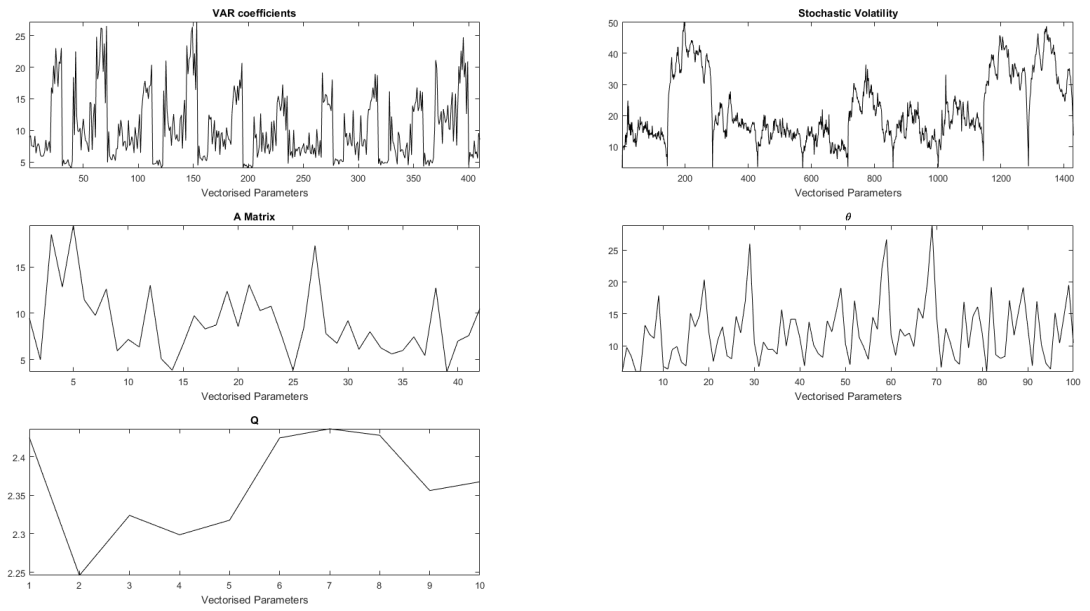 VAR coefficients
25
20
15
10
5
50 100 150 200 250 300 350 400
Vectorised Parameters
Stochastic Volatility
50
40
30
20
10
200 400 600 800 1000 1200 1400
Vectorised Parameters
A Matrix
15
10
5
5 10 15 20 25 30 35 40
Vectorised Parameters
θ
25
20
15
10
10 20 30 40 50 60 70 80 90 100
Vectorised Parameters
Q
2.4
2.35
2.3
2.25
1 2 3 4 5 6 7 8 9 10
Vectorised Parameters